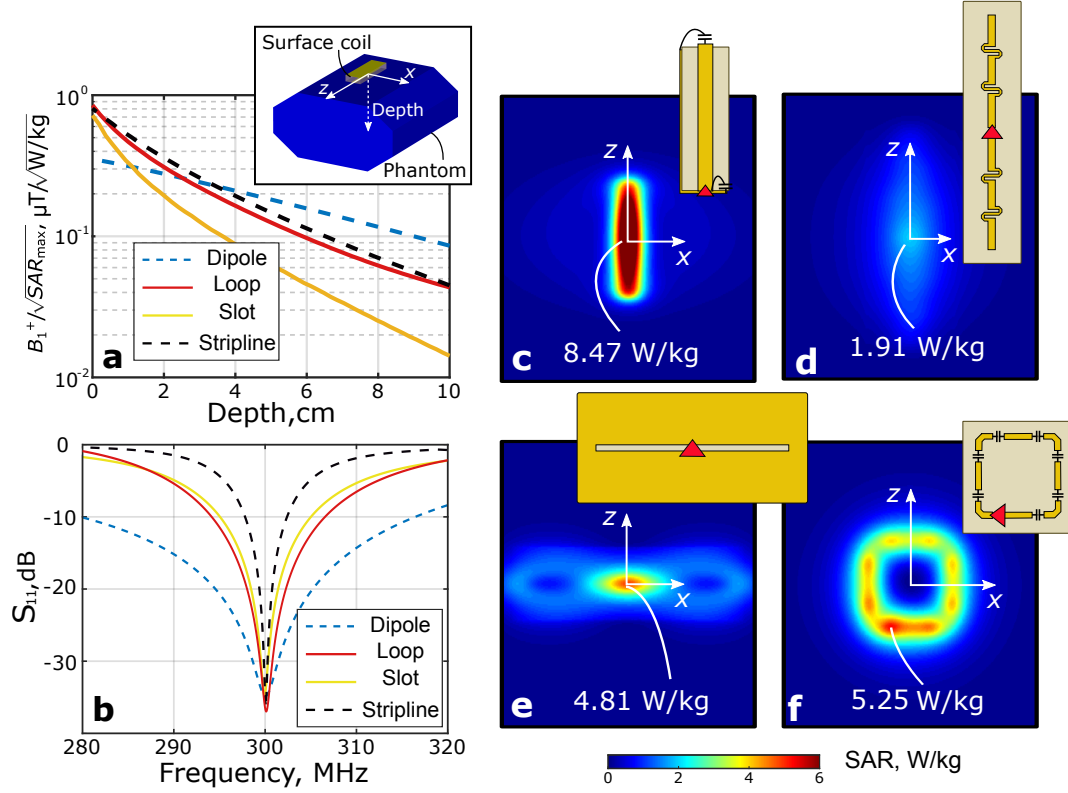 Surface coil
x
z
Depth
Phantom
10⁰
10⁻¹
10⁻²
B₁⁺/√SARmax, µT/√W/kg
Dipole
Loop
Slot
Stripline
a
0 2 4 6 8 10
Depth,cm
z
x
8.47 W/kg
c
z
x
1.91 W/kg
d
0
-10
-20
-30
S₁₁,dB
Dipole
Loop
Slot
Stripline
b
280 290 300 310 320
Frequency, MHz
z
x
4.81 W/kg
e
z
x
5.25 W/kg
f
0 2 4 6
SAR, W/kg